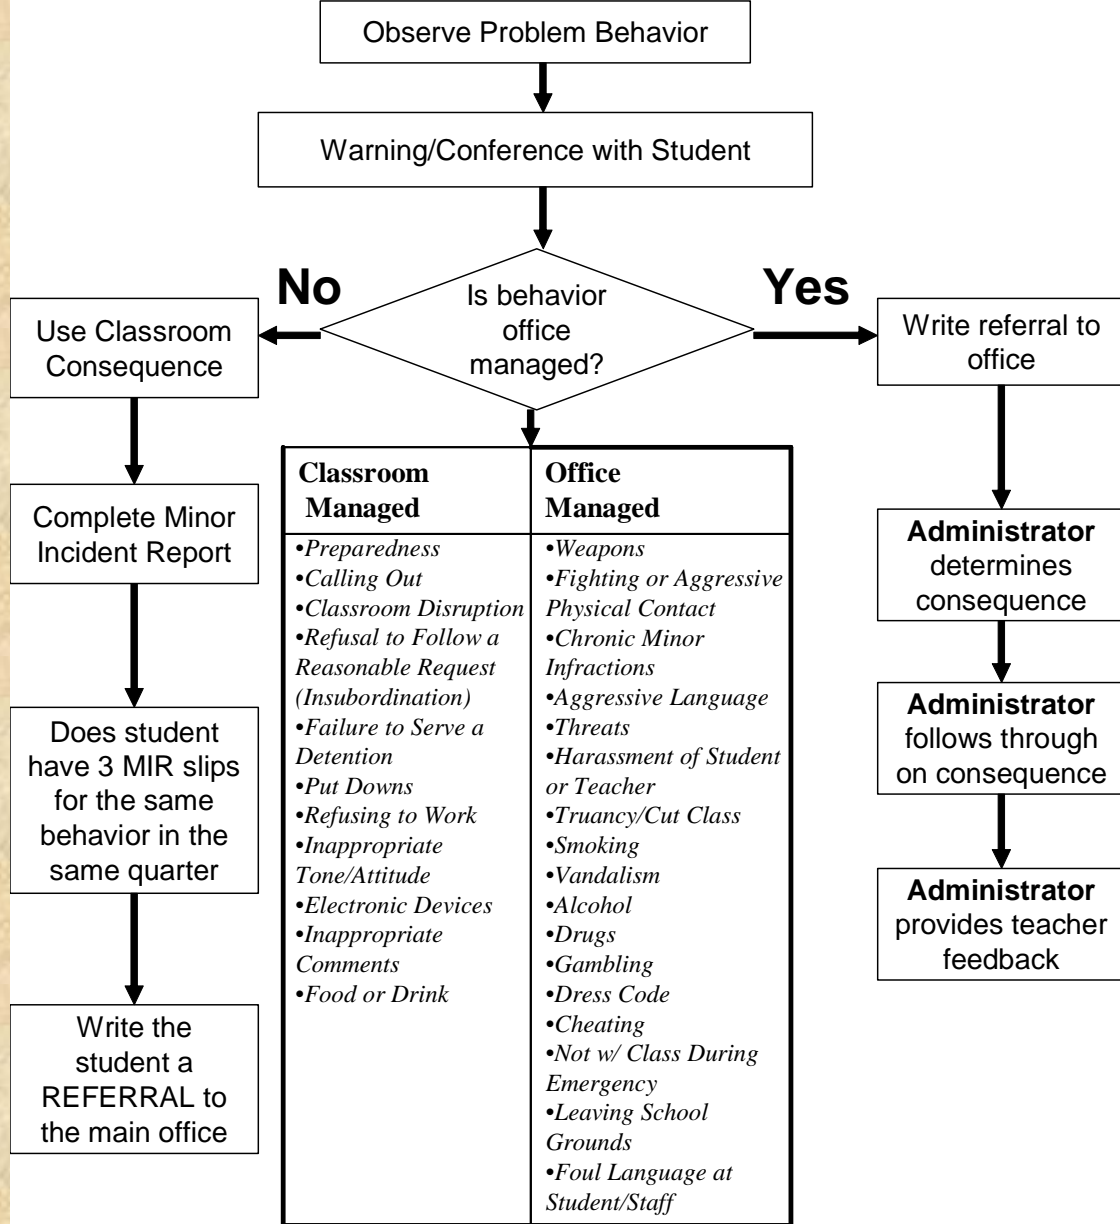 Observe Problem Behavior
Warning/Conference with Student
Is behavior
office
managed?
No
Yes
Use Classroom
Consequence
Complete Minor
Incident Report
Does student
have 3 MIR slips
for the same
behavior in the
same quarter
Write the
student a
REFERRAL to
the main office
Classroom
Managed
•Preparedness
•Calling Out
•Classroom Disruption
•Refusal to Follow a
Reasonable Request
(Insubordination)
•Failure to Serve a
Detention
•Put Downs
•Refusing to Work
•Inappropriate
Tone/Attitude
•Electronic Devices
•Inappropriate
Comments
•Food or Drink
Office
Managed
•Weapons
•Fighting or Aggressive
Physical Contact
•Chronic Minor
Infractions
•Aggressive Language
•Threats
•Harassment of Student
or Teacher
•Truancy/Cut Class
•Smoking
•Vandalism
•Alcohol
•Drugs
•Gambling
•Dress Code
•Cheating
•Not w/ Class During
Emergency
•Leaving School
Grounds
•Foul Language at
Student/Staff
Write referral to
office
Administrator
determines
consequence
Administrator
follows through
on consequence
Administrator
provides teacher
feedback